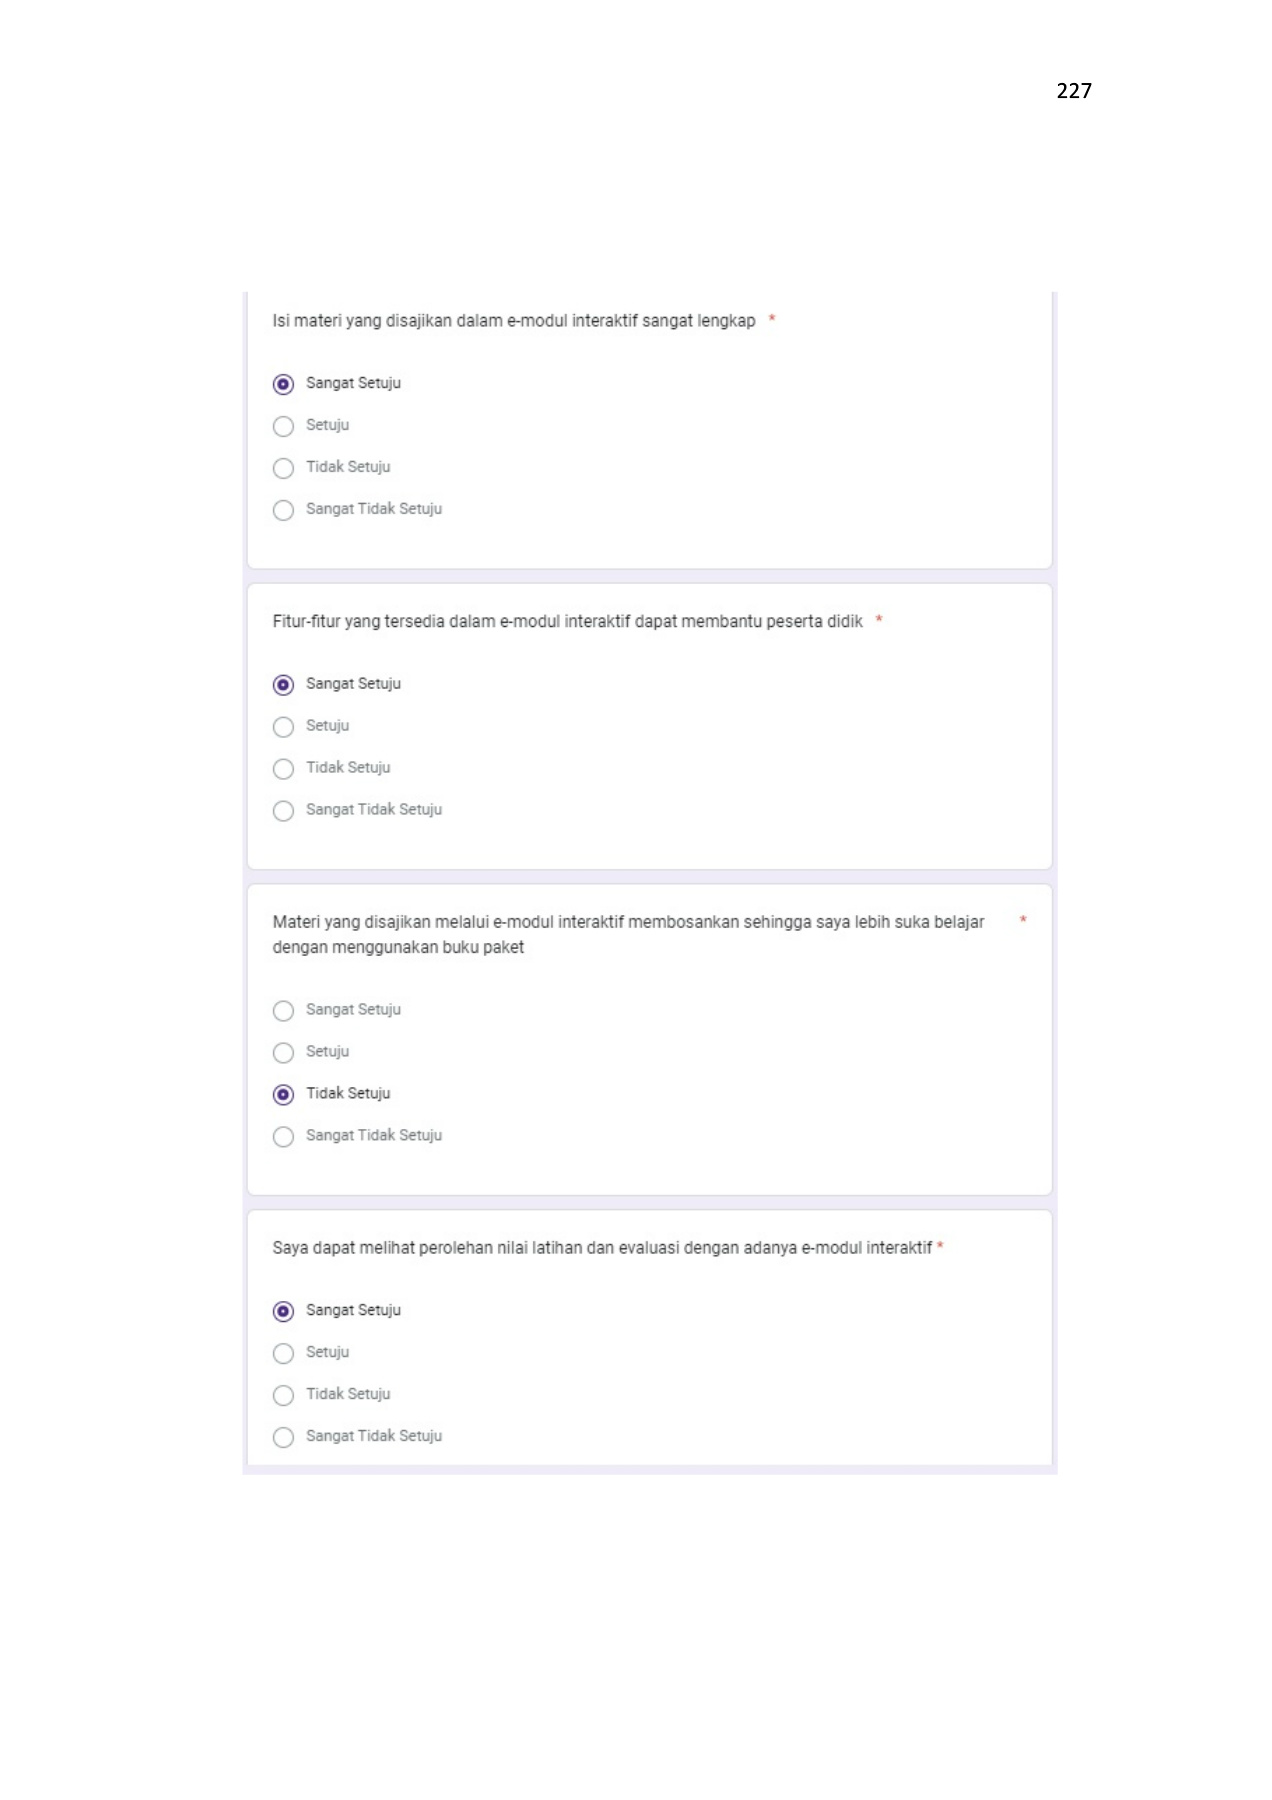 227
Isi materi yang disajikan dalam e-modul interaktif sangat lengkap *
Sangat Setuju
Setuju
Tidak Setuju
Sangat Tidak Setuju
Fitur-fitur yang tersedia dalam e-modul interaktif dapat membantu peserta didik *
Sangat Setuju
Setuju
Tidak Setuju
Sangat Tidak Setuju
Materi yang disajikan melalui e-modul interaktif membosankan sehingga saya lebih suka belajar *
dengan menggunakan buku paket
Sangat Setuju
Setuju
Tidak Setuju
Sangat Tidak Setuju
Saya dapat melihat perolehan nilai latihan dan evaluasi dengan adanya e-modul interaktif *
Sangat Setuju
Setuju
Tidak Setuju
Sangat Tidak Setuju